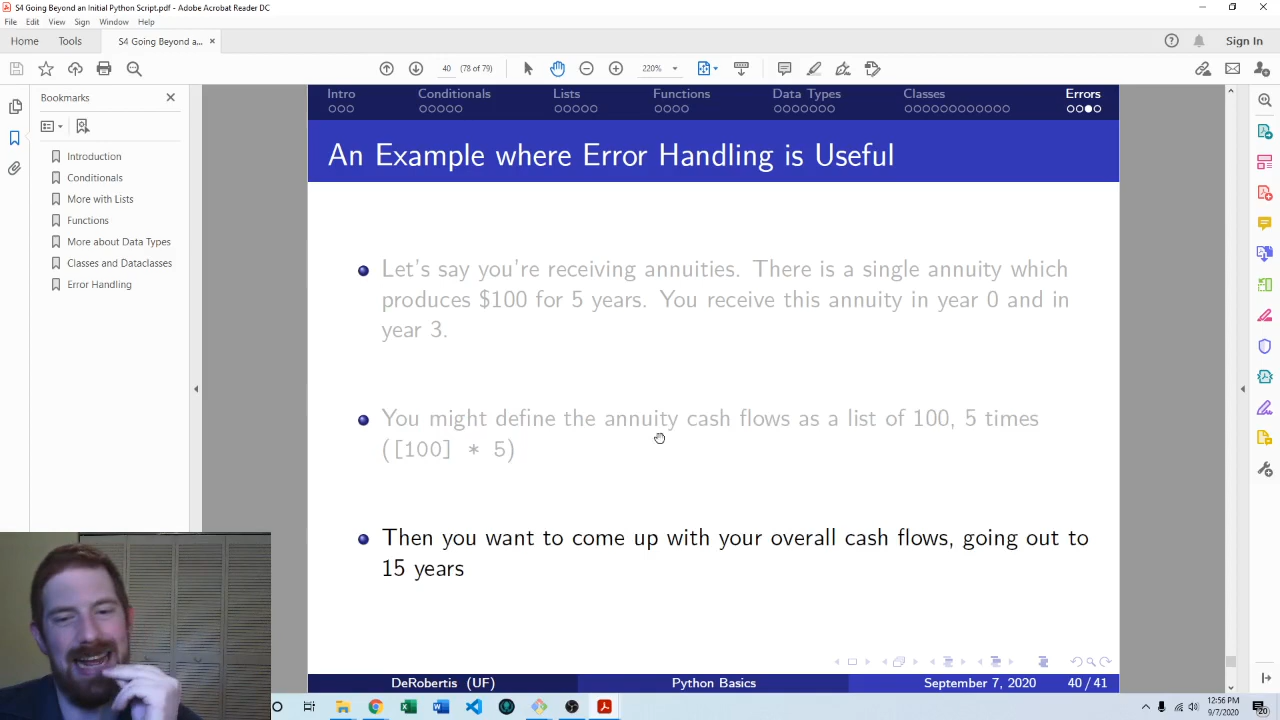 S4 Going Beyond an Initial Python Script.pdf - Adobe Acrobat Reader DC
File Edit View Sign Window Help
Home Tools S4 Going Beyond a... × Sign In
40 (78 of 79) 220%
Bookmarks
Introduction
Conditionals
More with Lists
Functions
More about Data Types
Classes and Dataclasses
Error Handling
Intro Conditionals Lists Functions Data Types Classes Errors
An Example where Error Handling is Useful
Let's say you're receiving annuities. There is a single annuity which
produces $100 for 5 years. You receive this annuity in year 0 and in
year 3.
You might define the annuity cash flows as a list of 100, 5 times
([100] * 5)
Then you want to come up with your overall cash flows, going out to
15 years
DeRobertis (UF) Python Basics September 7, 2020 40 / 41
12:56 PM
9/7/2020
20